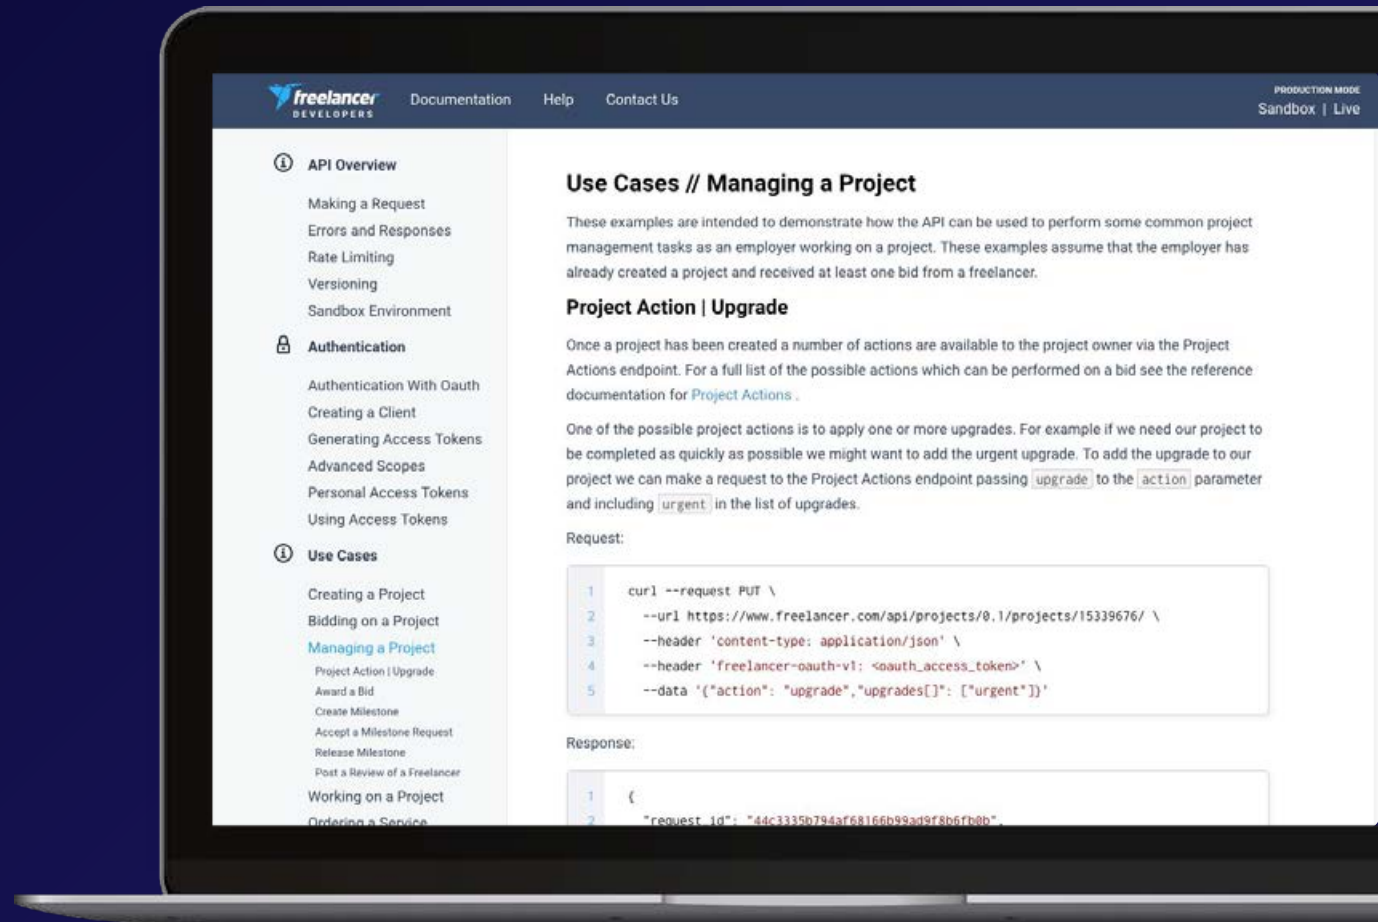 freelancer
DEVELOPERS
Documentation
Help
Contact Us
PRODUCTION MODE
Sandbox | Live
API Overview
Making a Request
Errors and Responses
Rate Limiting
Versioning
Sandbox Environment
Authentication
Authentication With Oauth
Creating a Client
Generating Access Tokens
Advanced Scopes
Personal Access Tokens
Using Access Tokens
Use Cases
Creating a Project
Bidding on a Project
Managing a Project
Project Action | Upgrade
Award a Bid
Create Milestone
Accept a Milestone Request
Release Milestone
Post a Review of a Freelancer
Working on a Project
Ordering a Service
Use Cases // Managing a Project
These examples are intended to demonstrate how the API can be used to perform some common project
management tasks as an employer working on a project. These examples assume that the employer has
already created a project and received at least one bid from a freelancer.
Project Action | Upgrade
Once a project has been created a number of actions are available to the project owner via the Project
Actions endpoint. For a full list of the possible actions which can be performed on a bid see the reference
documentation for Project Actions .
One of the possible project actions is to apply one or more upgrades. For example if we need our project to
be completed as quickly as possible we might want to add the urgent upgrade. To add the upgrade to our
project we can make a request to the Project Actions endpoint passing upgrade to the action parameter
and including urgent in the list of upgrades.
Request:
1 curl --request PUT \
2 --url https://www.freelancer.com/api/projects/0.1/projects/15339676/ \
3 --header 'content-type: application/json' \
4 --header 'freelancer-oauth-v1: <oauth_access_token>' \
5 --data '{"action": "upgrade","upgrades[]": ["urgent"]}'
Response:
1 {
2 "request_id": "44c3335b794af68166b99ad9f8b6fb0b",